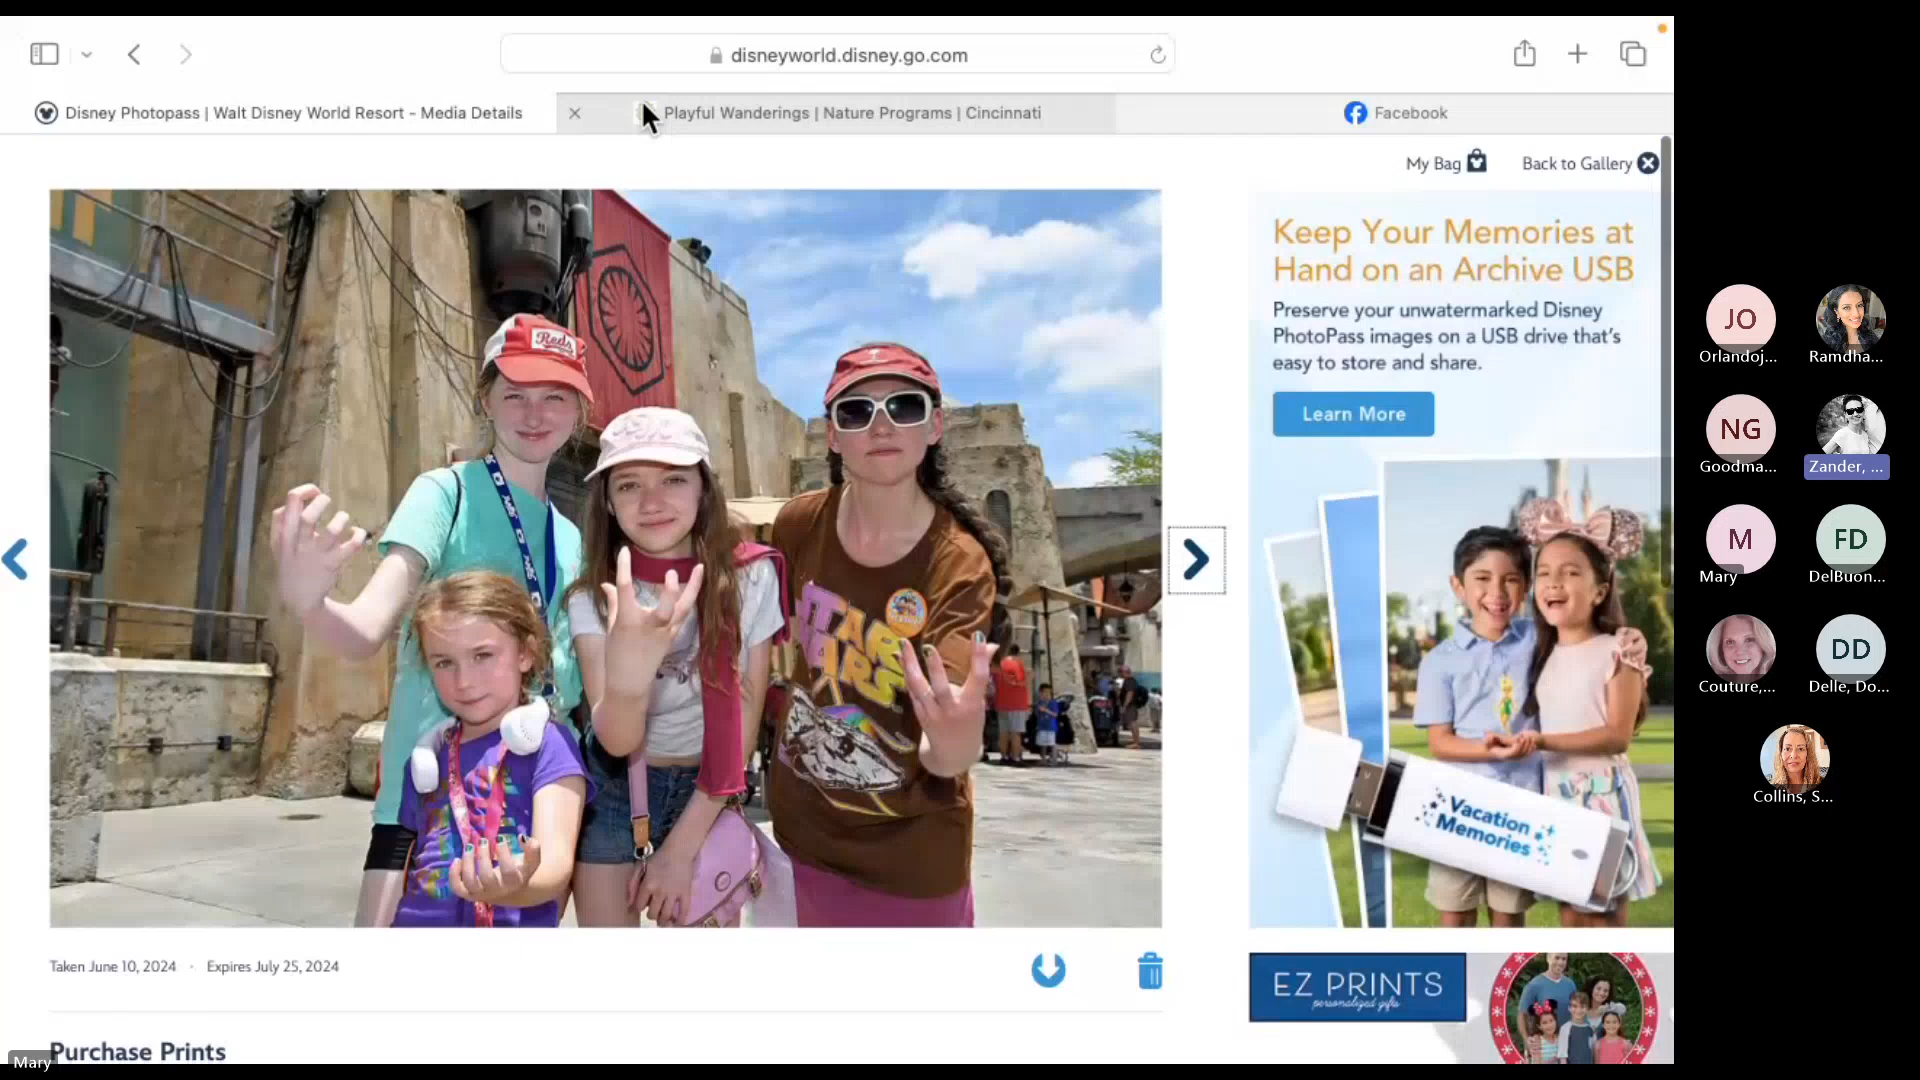 disneyworld.disney.go.com
Disney Photopass | Walt Disney World Resort - Media Details
Playful Wanderings | Nature Programs | Cincinnati
Facebook
My Bag
Back to Gallery
Reds
STAR
WARS
Keep Your Memories at
Hand on an Archive USB
Preserve your unwatermarked Disney
PhotoPass images on a USB drive that's
easy to store and share.
Learn More
Vacation
Memories
Taken June 10, 2024 · Expires July 25, 2024
EZ PRINTS
personalized gifts
Purchase Prints
Mary
JO
Orlandoj...
Ramdha...
NG
Goodma...
Zander, ...
M
Mary
FD
DelBuon...
Couture,...
DD
Delle, Do...
Collins, S...